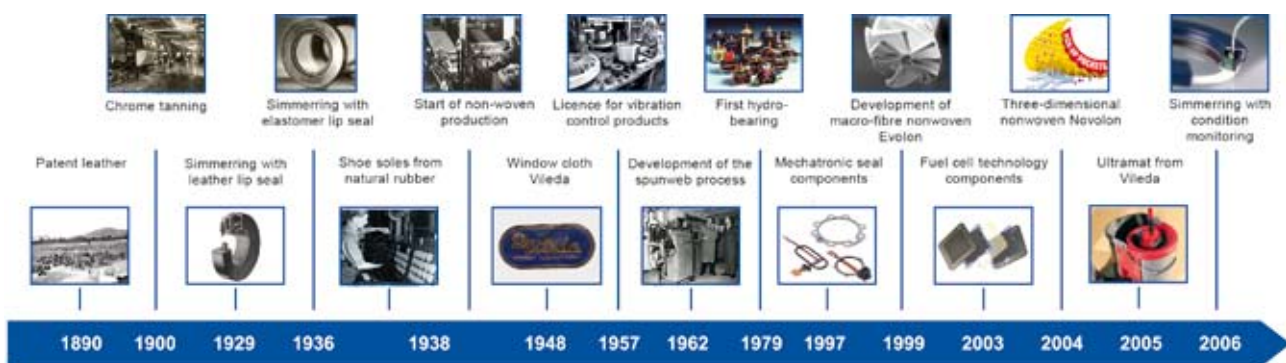 Chrome tanning
Simmerring with
elastomer lip seal
Start of non-woven
production
Licence for vibration
control products
First hydro-
bearing
Development of
macro-fibre nonwoven
Evolon
Three-dimensional
nonwoven Novolon
Simmerring with
condition
monitoring
Patent leather
Simmerring with
leather lip seal
Shoe soles from
natural rubber
Window cloth
Vileda
Development of the
spunweb process
Mechatronic seal
components
Fuel cell technology
components
Ultramat from
Vileda
1890 1900 1929 1936 1938 1948 1957 1962 1979 1997 1999 2003 2004 2005 2006